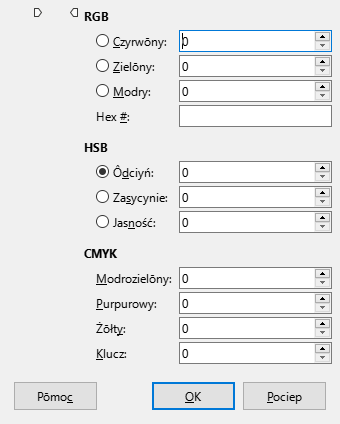 RGB
Czyrwōny: 0
Zielōny: 0
Modry: 0
Hex #:
HSB
Ôdciyń: 0
Zasycynie: 0
Jasność: 0
CMYK
Modrozielōny: 0
Purpurowy: 0
Żōłty: 0
Klucz: 0
Pōmoc OK Pociep